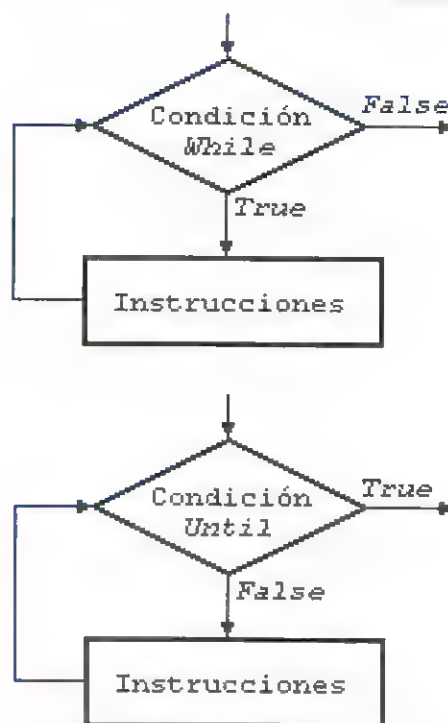 Condición
While
False
True
Instrucciones
Condición
Until
True
False
Instrucciones